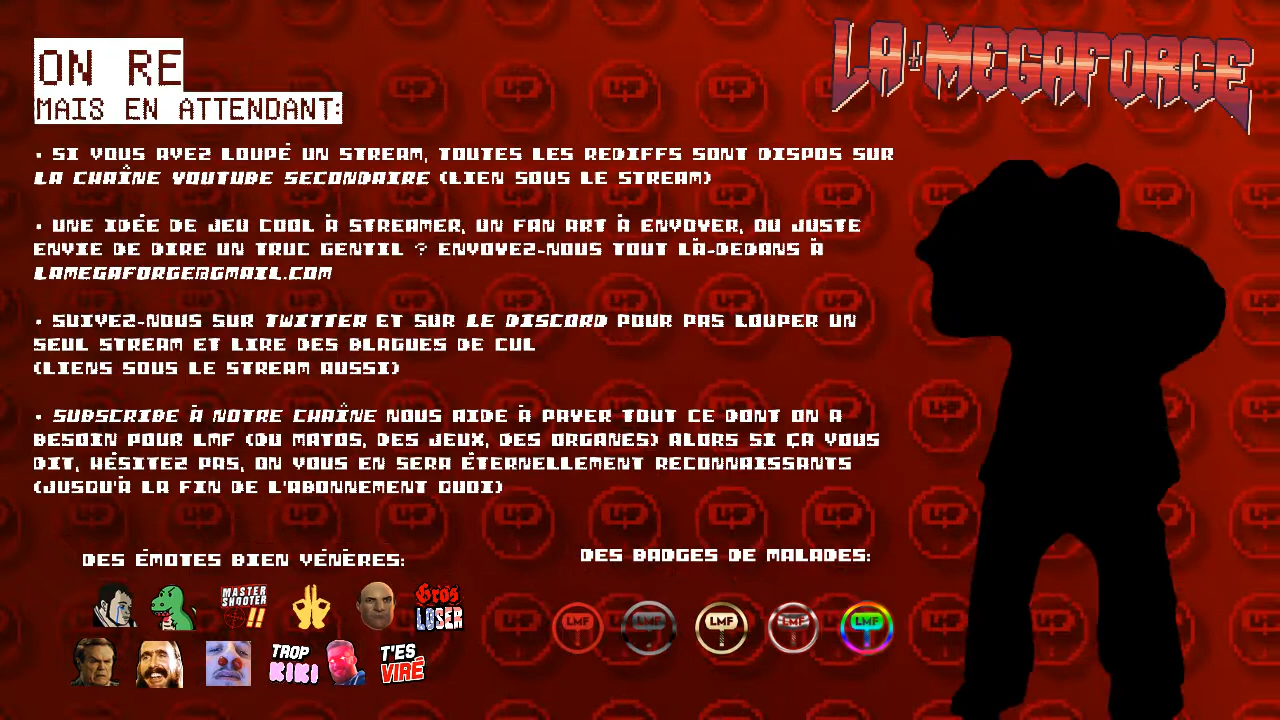 ON RE
LA MEGAFORGE
MAIS EN ATTENDANT:
• SI VOUS AVEZ LOUPÉ UN STREAM, TOUTES LES REDIFFS SONT DISPOS SUR
LA CHAÎNE YOUTUBE SECONDAIRE (LIEN SOUS LE STREAM)
• UNE IDÉE DE JEU COOL À STREAMER, UN FAN ART À ENVOYER, OU JUSTE
ENVIE DE DIRE UN TRUC GENTIL ? ENVOYEZ-NOUS TOUT LÀ-DEDANS À
LAMEGAFORGE@GMAIL.COM
• SUIVEZ-NOUS SUR TWITTER ET SUR LE DISCORD POUR PAS LOUPER UN
SEUL STREAM ET LIRE DES BLAGUES DE CUL
(LIENS SOUS LE STREAM AUSSI)
• SUBSCRIBE À NOTRE CHAÎNE NOUS AIDE À PAYER TOUT CE DONT ON A
BESOIN POUR LMF (DU MATOS, DES JEUX, DES ORGANES) ALORS SI ÇA VOUS
DIT, HÉSITEZ PAS, ON VOUS EN SERA ÉTERNELLEMENT RECONNAISSANTS
(JUSQU'À LA FIN DE L'ABONNEMENT QUOI)
DES ÉMOTES BIEN VÉNÈRES:
DES BADGES DE MALADES:
MASTER
SHOOTER
!!
Gros
LOSER
TROP
KIKI
T'ES
VIRÉ
LMF
LMF
LMF
LMF
LMF